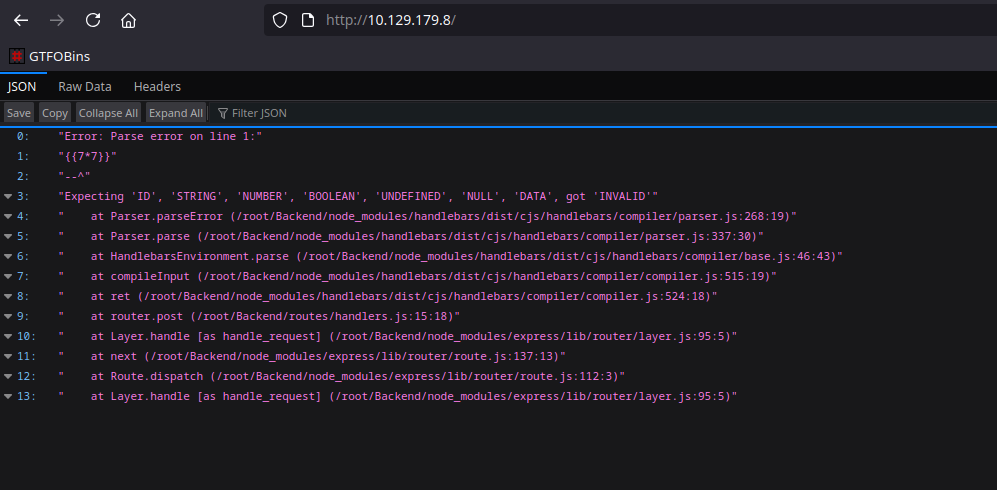 http://10.129.179.8/
GTFOBins
JSON Raw Data Headers
Save Copy Collapse All Expand All Filter JSON
0: "Error: Parse error on line 1:"
1: "{{7*7}}"
2: "--^"
3: "Expecting 'ID', 'STRING', 'NUMBER', 'BOOLEAN', 'UNDEFINED', 'NULL', 'DATA', got 'INVALID'"
4: "    at Parser.parseError (/root/Backend/node_modules/handlebars/dist/cjs/handlebars/compiler/parser.js:268:19)"
5: "    at Parser.parse (/root/Backend/node_modules/handlebars/dist/cjs/handlebars/compiler/parser.js:337:30)"
6: "    at HandlebarsEnvironment.parse (/root/Backend/node_modules/handlebars/dist/cjs/handlebars/compiler/base.js:46:43)"
7: "    at compileInput (/root/Backend/node_modules/handlebars/dist/cjs/handlebars/compiler/compiler.js:515:19)"
8: "    at ret (/root/Backend/node_modules/handlebars/dist/cjs/handlebars/compiler/compiler.js:524:18)"
9: "    at router.post (/root/Backend/routes/handlers.js:15:18)"
10: "    at Layer.handle [as handle_request] (/root/Backend/node_modules/express/lib/router/layer.js:95:5)"
11: "    at next (/root/Backend/node_modules/express/lib/router/route.js:137:13)"
12: "    at Route.dispatch (/root/Backend/node_modules/express/lib/router/route.js:112:3)"
13: "    at Layer.handle [as handle_request] (/root/Backend/node_modules/express/lib/router/layer.js:95:5)"